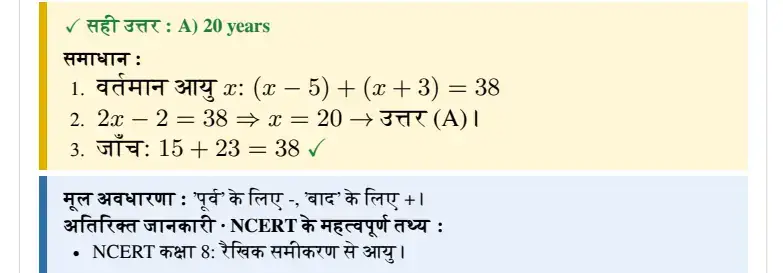 ✓ सही उत्तर : A) 20 years
समाधान :
1. वर्तमान आयु x: (x − 5) + (x + 3) = 38
2. 2x − 2 = 38 ⇒ x = 20 → उत्तर (A)।
3. जाँच: 15 + 23 = 38 ✓
मूल अवधारणा : 'पूर्व' के लिए -, 'बाद' के लिए +।
अतिरिक्त जानकारी · NCERT के महत्वपूर्ण तथ्य :
• NCERT कक्षा 8: रैखिक समीकरण से आयु।